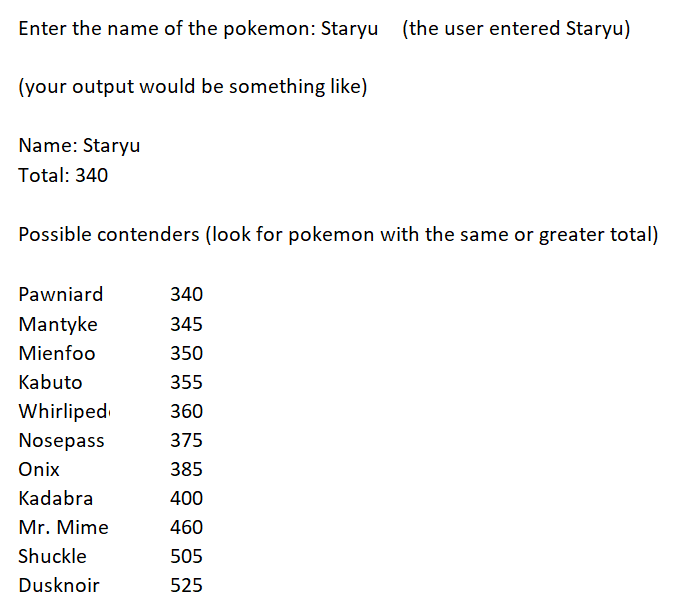 Enter the name of the pokemon: Staryu (the user entered Staryu)
(your output would be something like)
Name: Staryu
Total: 340
Possible contenders (look for pokemon with the same or greater total)
Pawniard 340
Mantyke 345
Mienfoo 350
Kabuto 355
Whirliped 360
Nosepass 375
Onix 385
Kadabra 400
Mr. Mime 460
Shuckle 505
Dusknoir 525